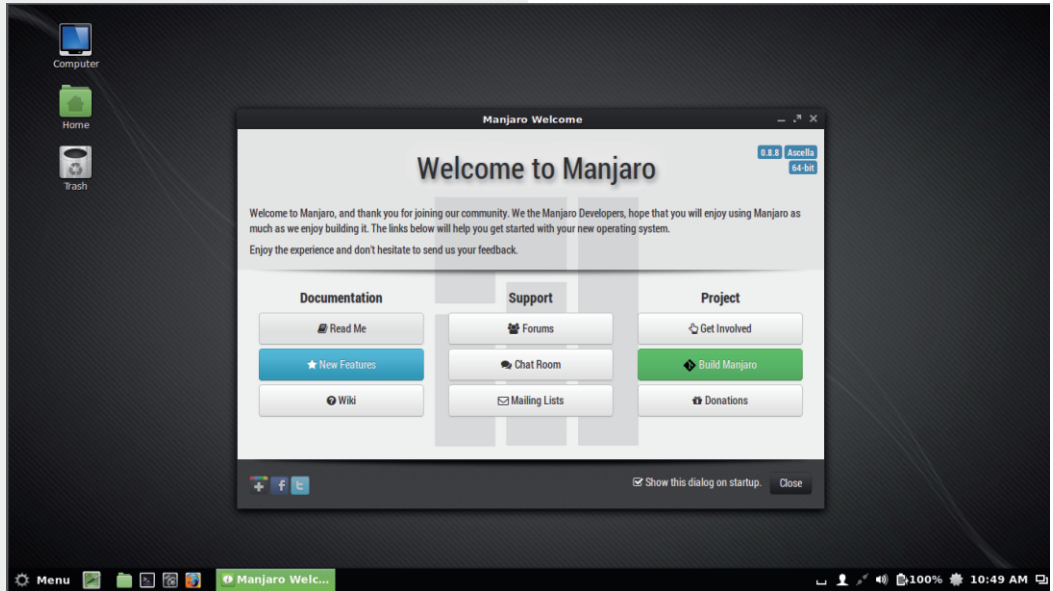 Computer
Home
Trash
Manjaro Welcome
Welcome to Manjaro
0.8.8 Ascella
64-bit
Welcome to Manjaro, and thank you for joining our community. We the Manjaro Developers, hope that you will enjoy using Manjaro as
much as we enjoy building it. The links below will help you get started with your new operating system.
Enjoy the experience and don't hesitate to send us your feedback.
Documentation Support Project
Read Me Forums Get Involved
New Features Chat Room Build Manjaro
Wiki Mailing Lists Donations
Show this dialog on startup. Close
Menu Manjaro Welc... 100% 10:49 AM